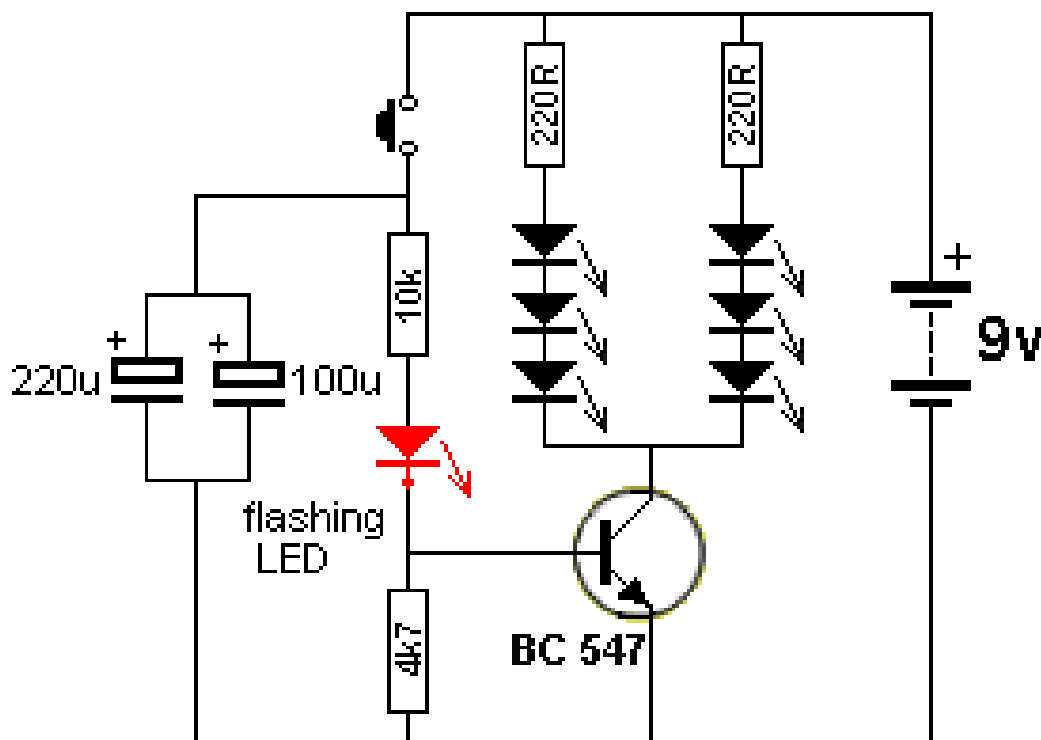 220R
220R
10k
+
+
+
220u
100u
9v
flashing
LED
4k7
BC 547